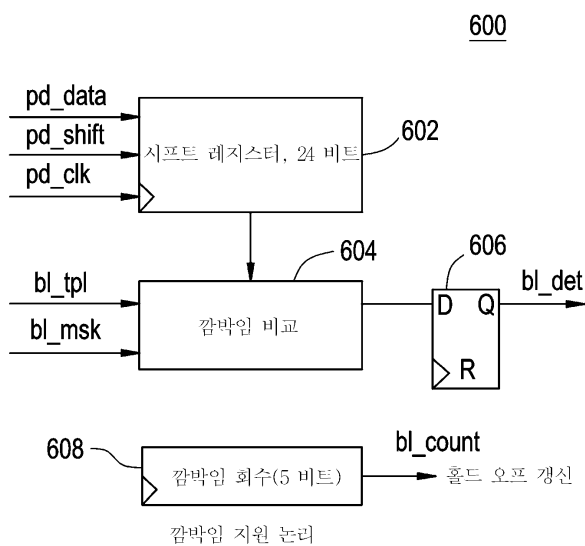 600
pd_data
pd_shift
pd_clk
시프트 레지스터, 24 비트
602
604
bl_tpl
bl_msk
깜박임 비교
606
D Q
R
bl_det
608
깜박임 회수(5 비트)
bl_count
홀드 오프 갱신
깜박임 지원 논리